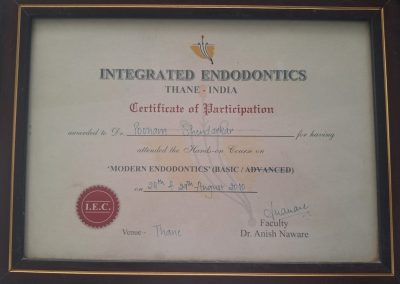 INTEGRATED ENDODONTICS
THANE - INDIA
Certificate of Participation
awarded to Dr. Poonam for having
attended the Hands-on Course on
'MODERN ENDODONTICS' (BASIC / ADVANCED)
on 28th & 29th August 2010
I.E.C.
Faculty
Venue - Thane
Dr. Anish Naware